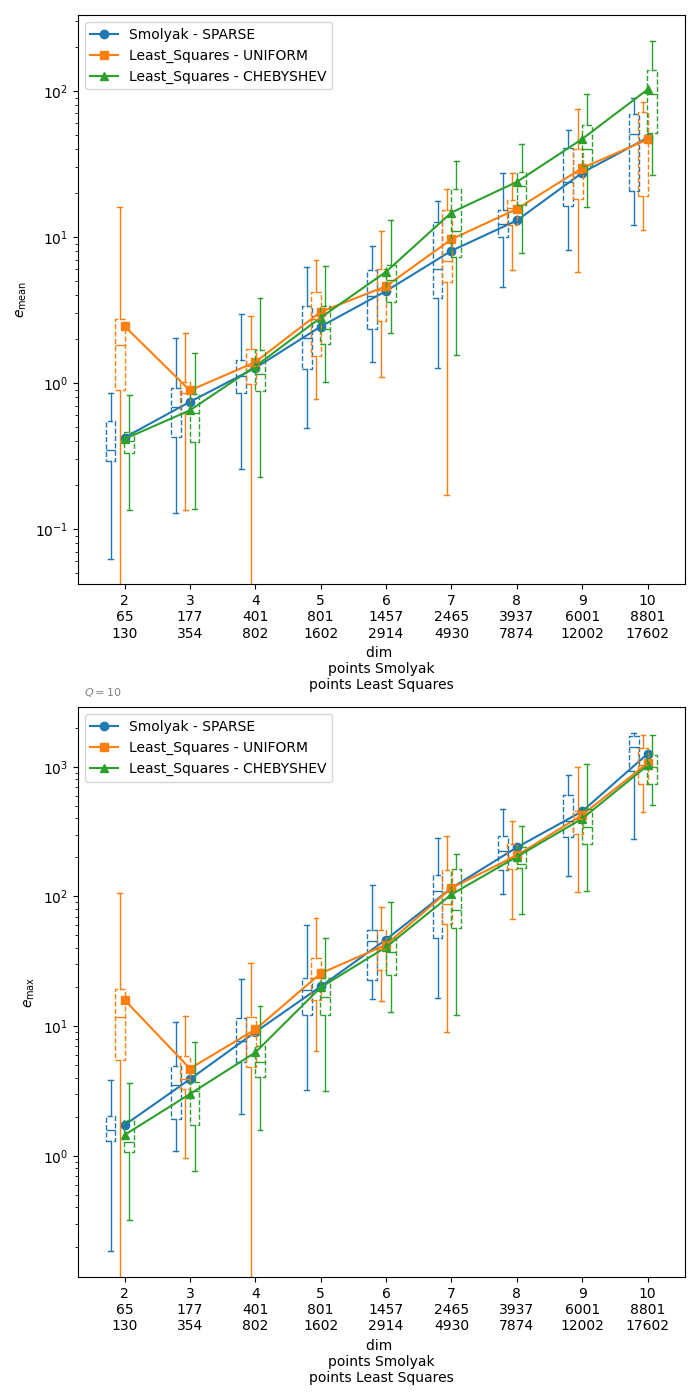 Smolyak - SPARSE
Least_Squares - UNIFORM
Least_Squares - CHEBYSHEV
10²
10¹
10⁰
10⁻¹
e_mean
2 3 4 5 6 7 8 9 10
65 177 401 801 1457 2465 3937 6001 8801
130 354 802 1602 2914 4930 7874 12002 17602
dim
points Smolyak
points Least Squares
Q = 10
Smolyak - SPARSE
Least_Squares - UNIFORM
Least_Squares - CHEBYSHEV
10³
10²
10¹
10⁰
e_max
2 3 4 5 6 7 8 9 10
65 177 401 801 1457 2465 3937 6001 8801
130 354 802 1602 2914 4930 7874 12002 17602
dim
points Smolyak
points Least Squares